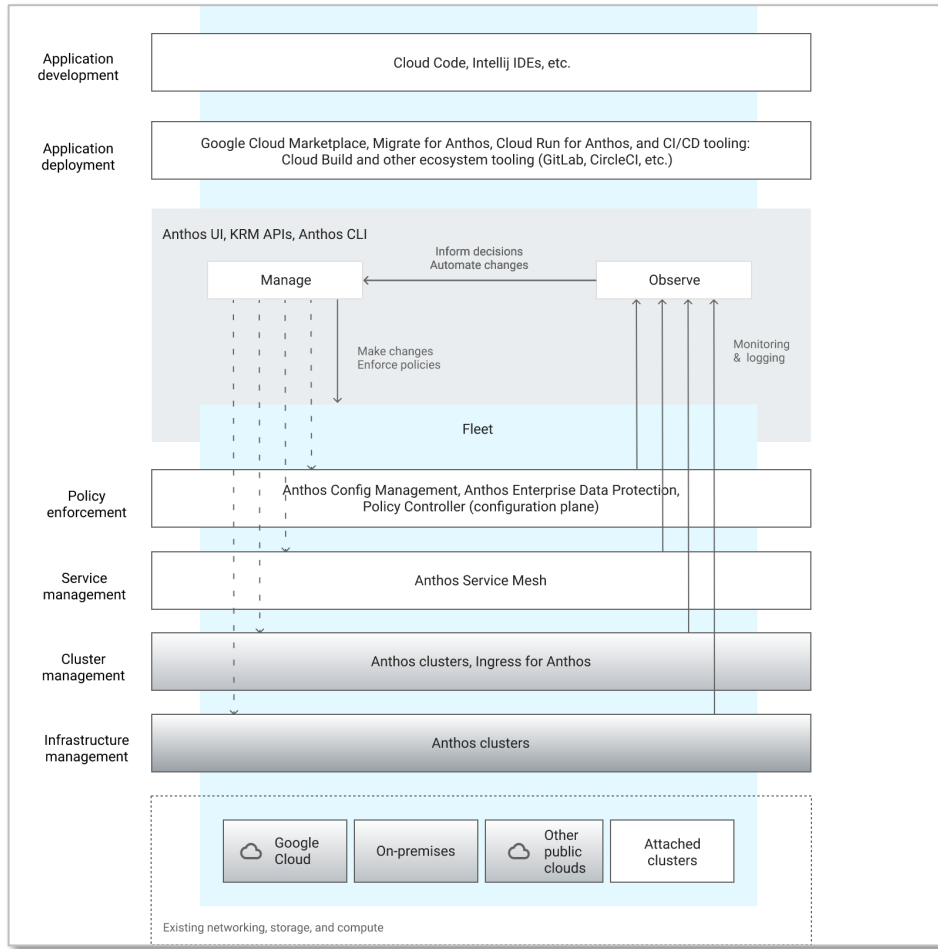 Application
development
Cloud Code, Intellij IDEs, etc.
Application
deployment
Google Cloud Marketplace, Migrate for Anthos, Cloud Run for Anthos, and CI/CD tooling:
Cloud Build and other ecosystem tooling (GitLab, CircleCI, etc.)
Anthos UI, KRM APIs, Anthos CLI
Inform decisions
Automate changes
Manage
Observe
Make changes
Enforce policies
Monitoring
& logging
Fleet
Policy
enforcement
Anthos Config Management, Anthos Enterprise Data Protection,
Policy Controller (configuration plane)
Service
management
Anthos Service Mesh
Cluster
management
Anthos clusters, Ingress for Anthos
Infrastructure
management
Anthos clusters
Google
Cloud
On-premises
Other
public
clouds
Attached
clusters
Existing networking, storage, and compute